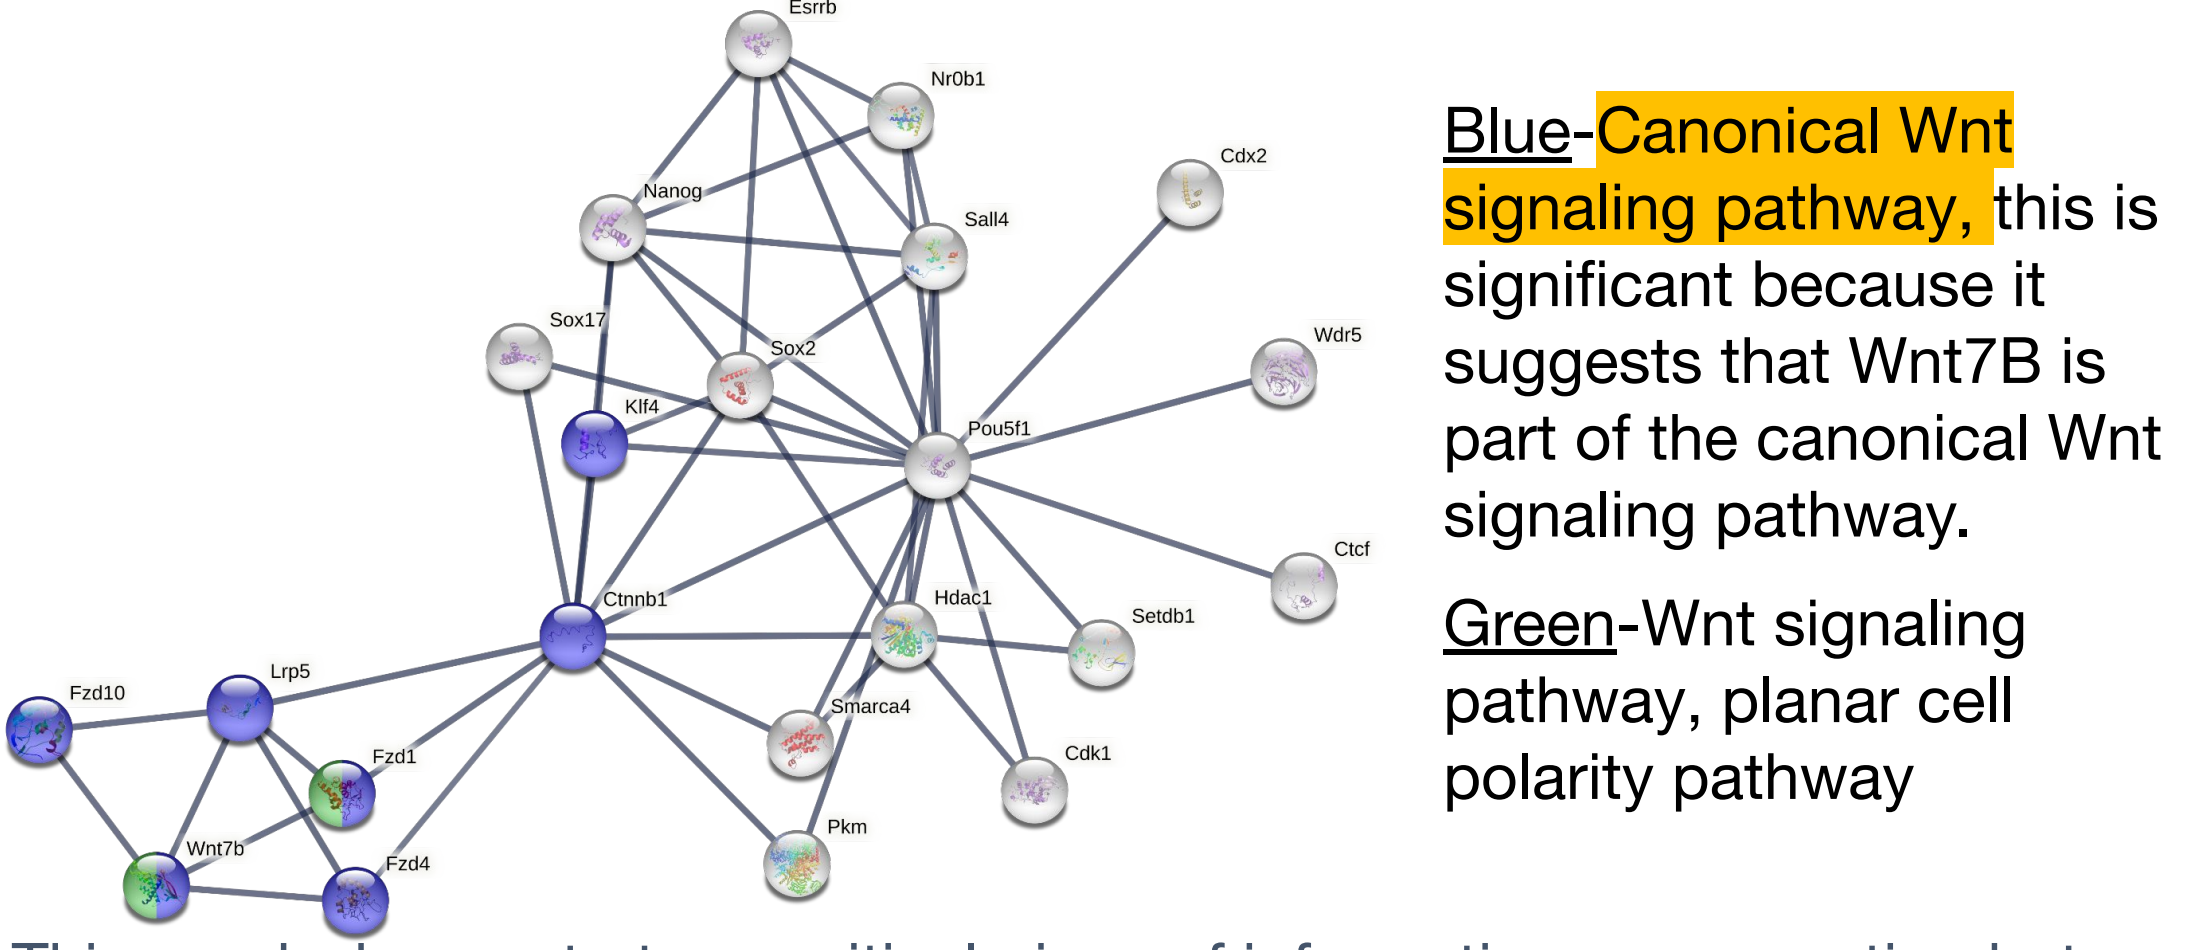 Esrrb
Nr0b1
Cdx2
Nanog
Sall4
Sox17
Wdr5
Sox2
Klf4
Pou5f1
Ctcf
Ctnnb1
Hdac1
Setdb1
Lrp5
Fzd10
Smarca4
Fzd1
Cdk1
Pkm
Wnt7b
Fzd4
Blue-Canonical Wnt
signaling pathway, this is
significant because it
suggests that Wnt7B is
part of the canonical Wnt
signaling pathway.
Green-Wnt signaling
pathway, planar cell
polarity pathway